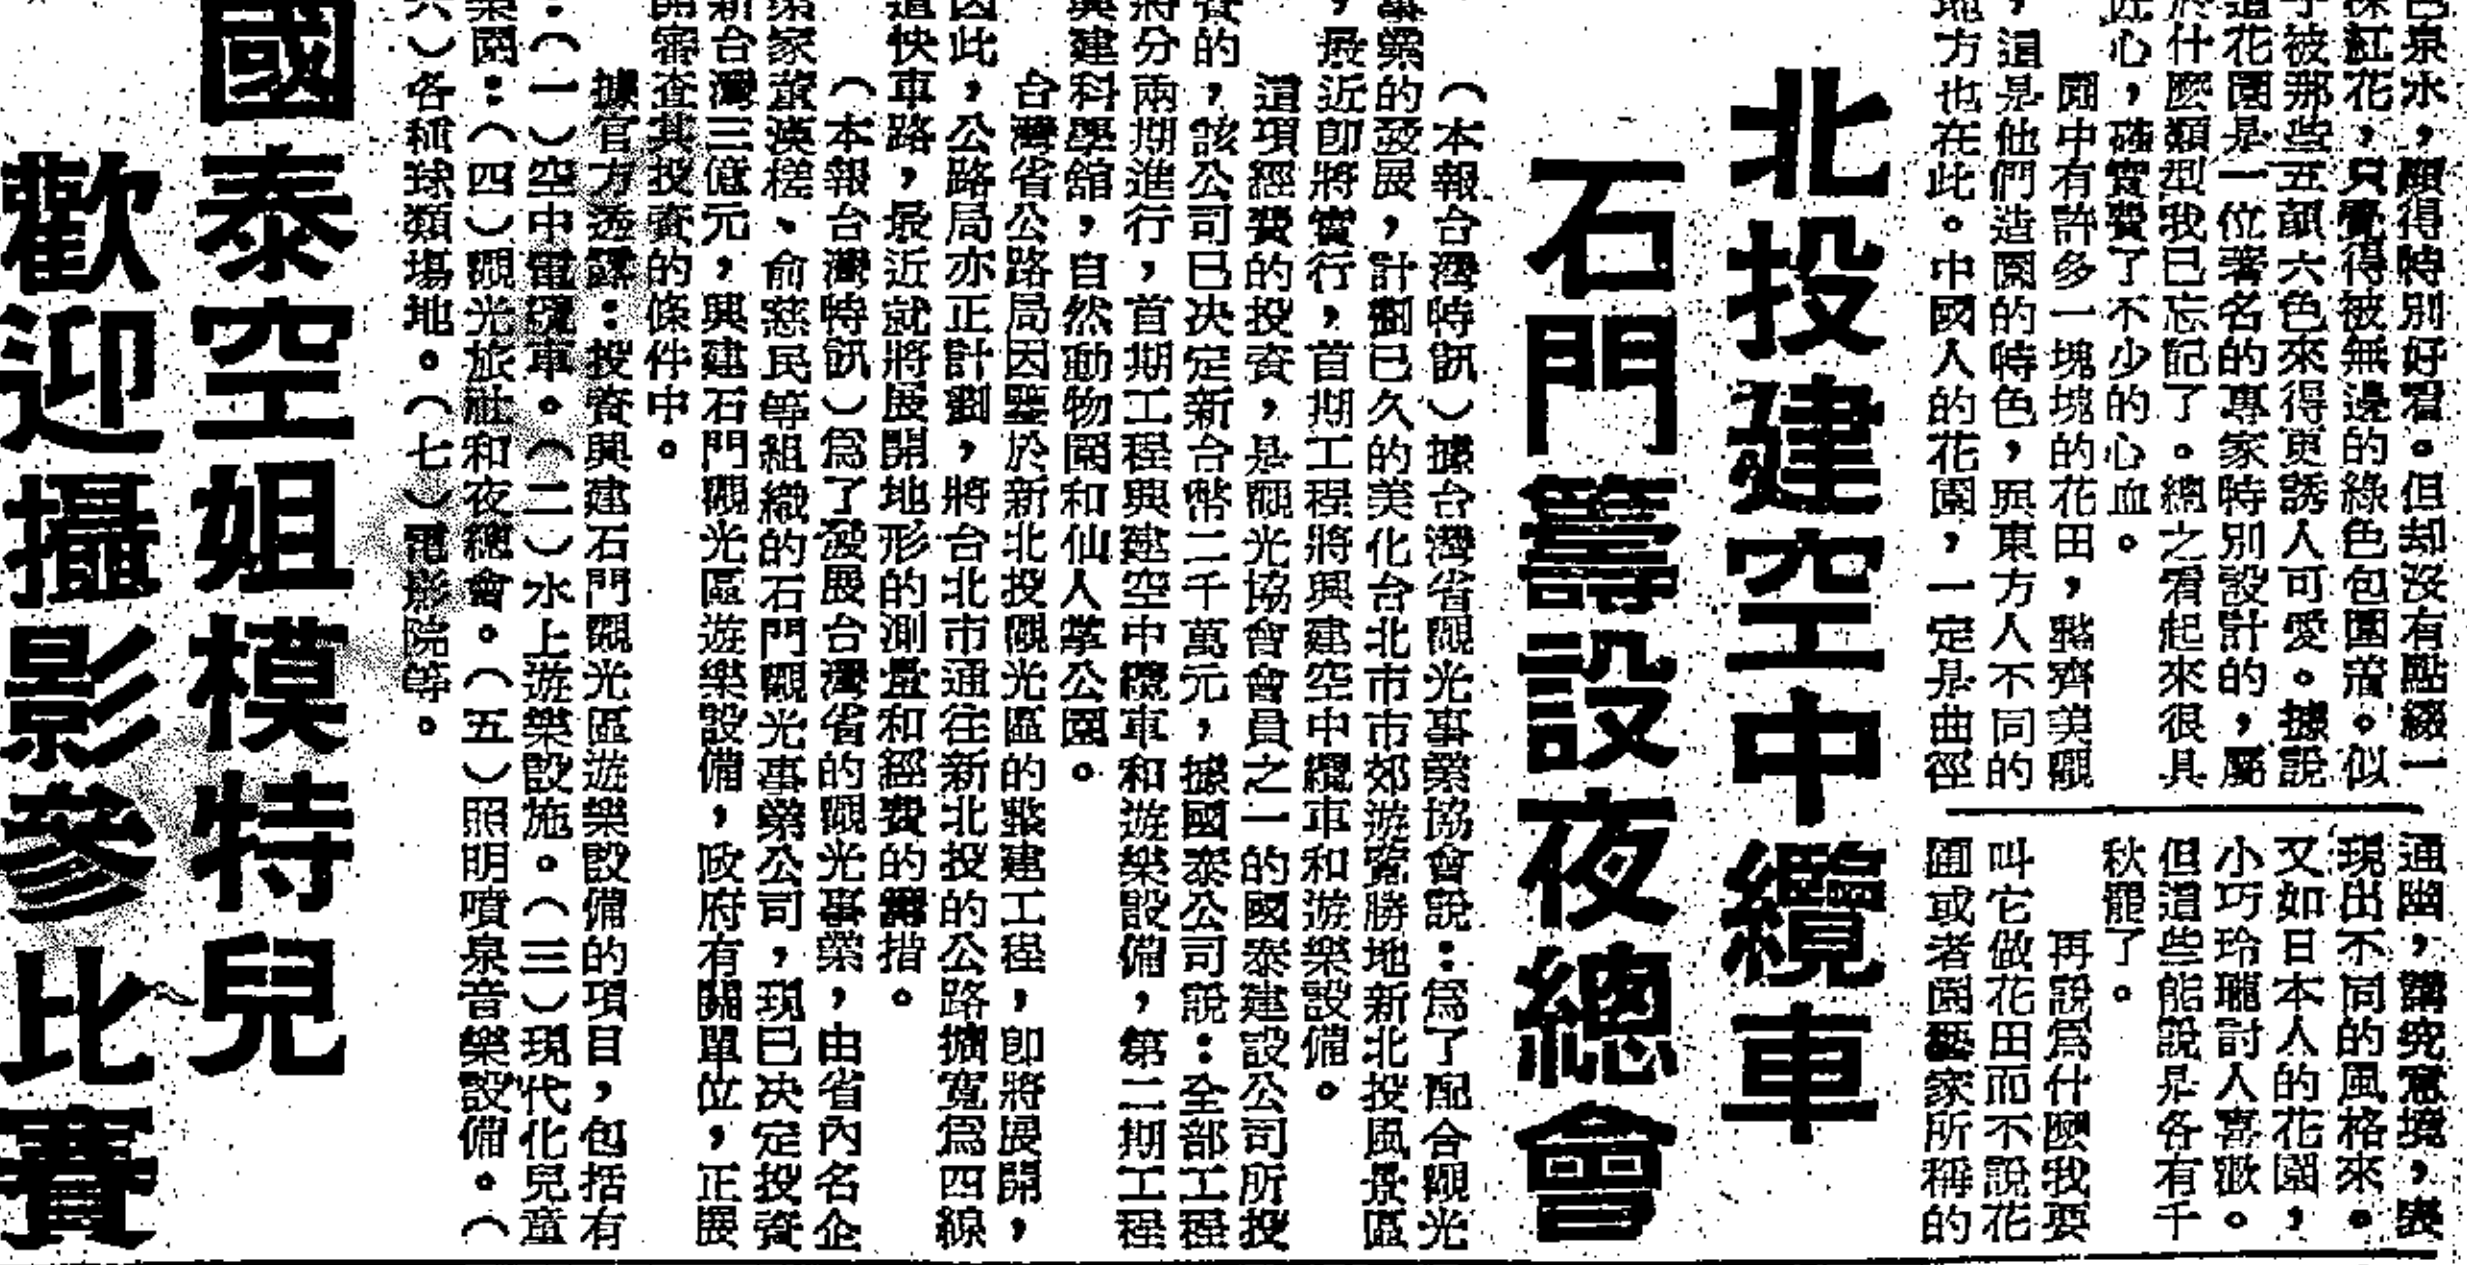 色泉水，顯得特別好看。但却沒有點綴一
採紅花，只覺得被無邊的綠色包圍着。似
乎被那些五顏六色來得更誘人可愛。據說
這花園是一位著名的專家特別設計的，屬
於什麽類型我已忘記了。總之看起來很具
匠心，確實費了不少的心血。
園中有許多一塊塊的花田，整齊美觀
，這是他們造園的特色，與東方人不同的
地方也在此。中國人的花園，一定是曲徑
通幽，講究意境，表
現出不同的風格來。
又如日本人的花園，
小巧玲瓏討人喜歡。
但這些能說是各有千
秋罷了。
再說爲什麽我要
叫它做花田而不說花
圃或者園藝家所稱的
北投建空中纜車
石門籌設夜總會
（本報台灣特訊）據台灣省觀光事業協會說：爲了配合觀光
事業的發展，計劃已久的美化台北市市郊遊覽勝地新北投風景區
，最近卽將實行，首期工程將興建空中纜車和遊樂設備。
這項經費的投資，是觀光協會會員之一的國泰建設公司所投
資的，該公司已決定新台幣二千萬元，據國泰公司說：全部工程
將分兩期進行，首期工程興建空中纜車和遊樂設備，第二期工程
興建科學館，自然動物園和仙人掌公園。
台灣省公路局因鑒於新北投觀光區的整建工程，卽將展開，
因此，公路局亦正計劃，將台北市通往新北投的公路擴寬爲四線
道快車路，最近就將展開地形的測量和經費的籌措。
（本報台灣特訊）爲了發展台灣省的觀光事業，由省內名企
業家董漢槎、俞慈民等組織的石門觀光事業公司，現已決定投資
新台灣三億元，興建石門觀光區遊樂設備，政府有關單位，正展
開審查其投資的條件中。
據官方透露：投資興建石門觀光區遊樂設備的項目，包括有
：（一）空中電纜車。（二）水上遊樂設施。（三）現代化兒童
樂園：（四）觀光旅社和夜總會。（五）照明噴泉音樂設備。（
六）各種球類塲地。（七）電影院等。
國泰空姐模特兒
歡迎攝影參比賽